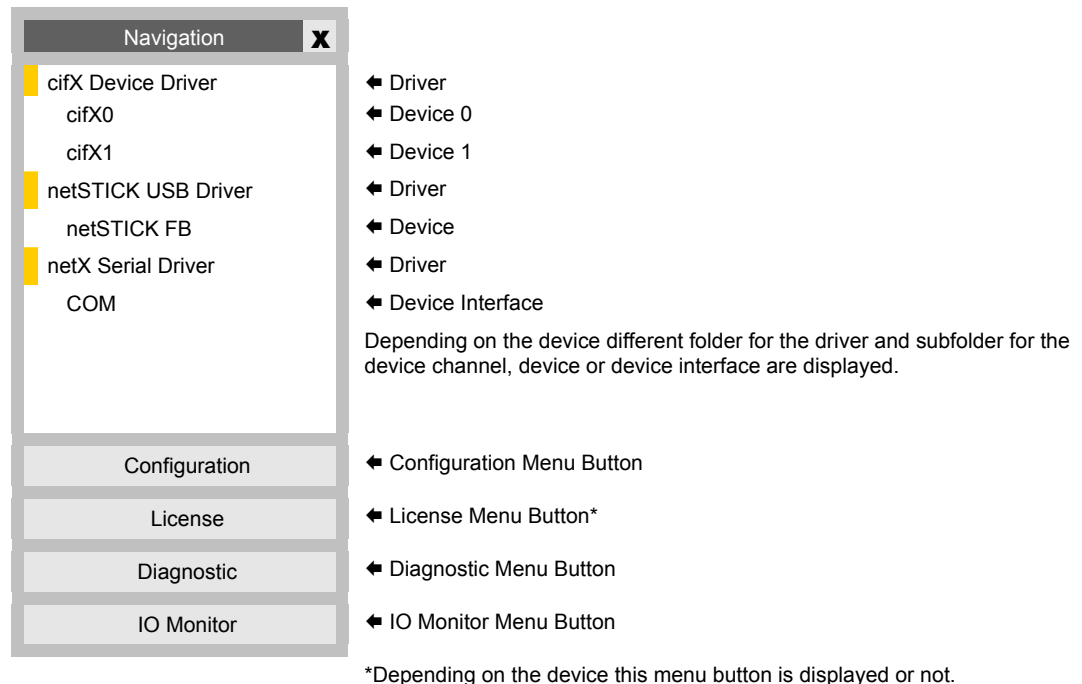 Navigation X
cifX Device Driver 🠸 Driver
cifX0 🠸 Device 0
cifX1 🠸 Device 1
netSTICK USB Driver 🠸 Driver
netSTICK FB 🠸 Device
netX Serial Driver 🠸 Driver
COM 🠸 Device Interface
Depending on the device different folder for the driver and subfolder for the
device channel, device or device interface are displayed.
Configuration 🠸 Configuration Menu Button
License 🠸 License Menu Button*
Diagnostic 🠸 Diagnostic Menu Button
IO Monitor 🠸 IO Monitor Menu Button
*Depending on the device this menu button is displayed or not.